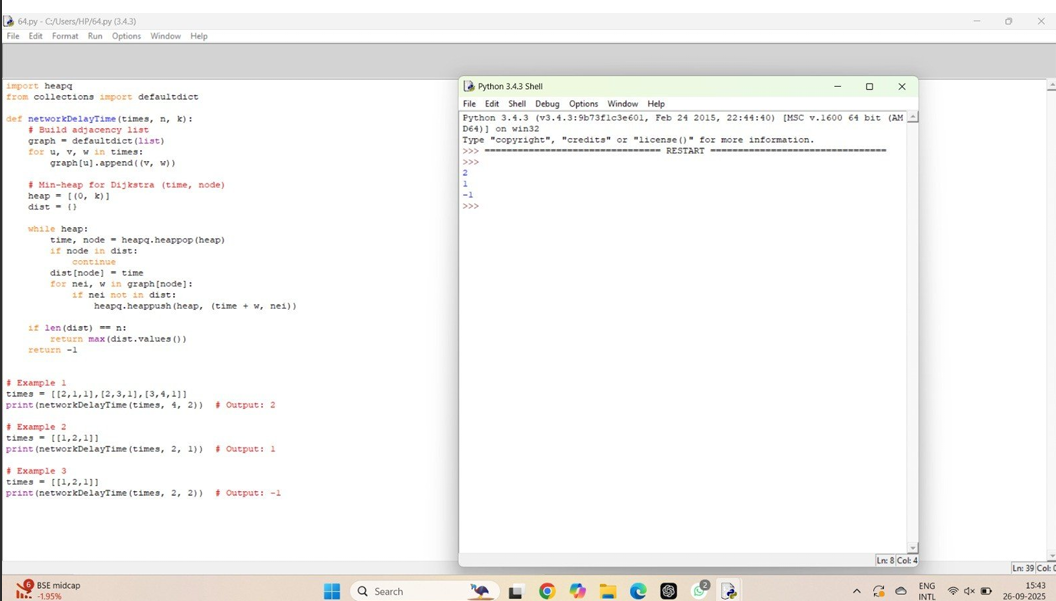 64.py - C:/Users/HP/64.py (3.4.3)
File Edit Format Run Options Window Help
import heapq
from collections import defaultdict
def networkDelayTime(times, n, k):
# Build adjacency list
graph = defaultdict(list)
for u, v, w in times:
graph[u].append((v, w))
# Min-heap for Dijkstra (time, node)
heap = [(0, k)]
dist = {}
while heap:
time, node = heapq.heappop(heap)
if node in dist:
continue
dist[node] = time
for nei, w in graph[node]:
if nei not in dist:
heapq.heappush(heap, (time + w, nei))
if len(dist) == n:
return max(dist.values())
return -1
# Example 1
times = [[2,1,1],[2,3,1],[3,4,1]]
print(networkDelayTime(times, 4, 2))  # Output: 2
# Example 2
times = [[1,2,1]]
print(networkDelayTime(times, 2, 1))  # Output: 1
# Example 3
times = [[1,2,1]]
print(networkDelayTime(times, 2, 2))  # Output: -1
Python 3.4.3 Shell
File Edit Shell Debug Options Window Help
Python 3.4.3 (v3.4.3:9b73f1c3e601, Feb 24 2015, 22:44:40) [MSC v.1600 64 bit (AM
D64)] on win32
Type "copyright", "credits" or "license()" for more information.
>>> ================================ RESTART ================================
>>>
2
1
-1
>>>
Ln: 8 Col: 4
Ln: 39 Col: 0
6
BSE midcap
-1.95%
Search
2
ENG
INTL
15:43
26-09-2025